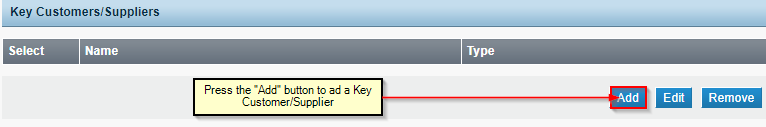 Key Customers/Suppliers
Select Name Type
Press the "Add" button to ad a Key
Customer/Supplier
Add Edit Remove